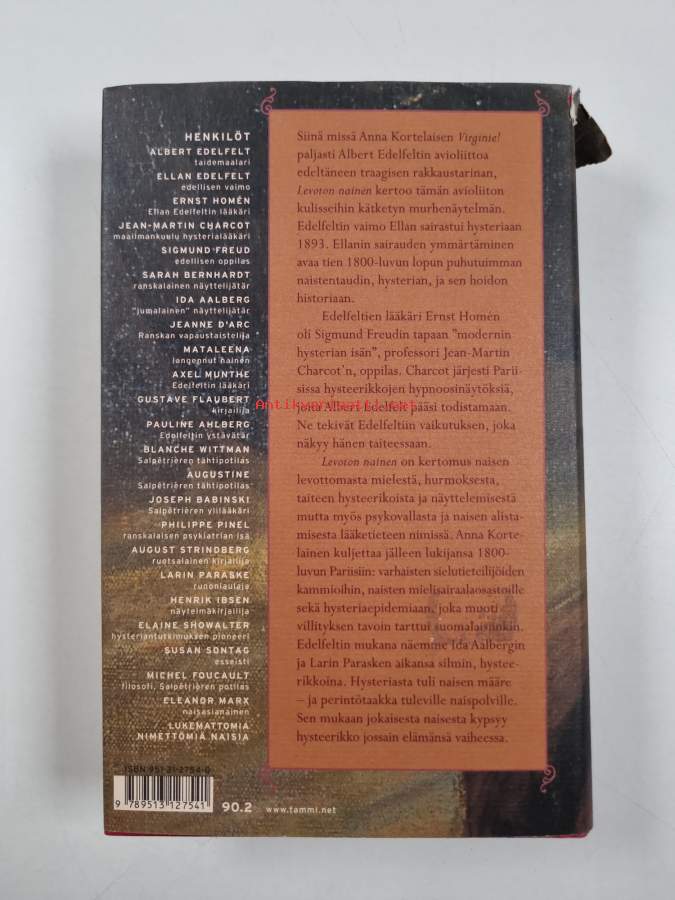 HENKILÖT
ALBERT EDELFELT
taidemaalari
ELLAN EDELFELT
edellisen vaimo
ERNST HOMÉN
Ellan Edelfeltin lääkäri
JEAN-MARTIN CHARCOT
maailmankuulu hysterialääkäri
SIGMUND FREUD
edellisen oppilas
SARAH BERNHARDT
ranskalainen näyttelijätär
IDA AALBERG
"jumalainen" näyttelijätär
JEANNE D'ARC
Ranskan vapaustaistelija
MATALEENA
langennut nainen
AXEL MUNTHE
Edelfeltin lääkäri
GUSTAVE FLAUBERT
kirjailija
PAULINE AHLBERG
Edelfeltin ystävätär
BLANCHE WITTMAN
Salpêtrièren tähtipotilas
AUGUSTINE
Salpêtrièren tähtipotilas
JOSEPH BABINSKI
Salpêtrièren ylilääkäri
PHILIPPE PINEL
ranskalaisen psykiatrian isä
AUGUST STRINDBERG
ruotsalainen kirjailija
LARIN PARASKE
runonlaulaja
HENRIK IBSEN
näytelmäkirjailija
ELAINE SHOWALTER
hysteriantutkimuksen pioneeri
SUSAN SONTAG
esseisti
MICHEL FOUCAULT
filosofi, Salpêtrièren potilas
ELEANOR MARX
naisasianainen
LUKEMATTOMIA
NIMETTÖMIÄ NAISIA
Siinä missä Anna Kortelaisen Virginie!
paljasti Albert Edelfeltin avioliittoa
edeltäneen traagisen rakkaustarinan,
Levoton nainen kertoo tämän avioliiton
kulisseihin kätketyn murhenäytelmän.
Edelfeltin vaimo Ellan sairastui hysteriaan
1893. Ellanin sairauden ymmärtäminen
avaa tien 1800-luvun lopun puhutuimman
naistentaudin, hysterian, ja sen hoidon
historiaan.
Edelfeltien lääkäri Ernst Homén
oli Sigmund Freudin tapaan "modernin
hysterian isän", professori Jean-Martin
Charcot'n, oppilas. Charcot järjesti Parii-
sissa hysteerikkojen hypnoosinäytöksiä,
joita Albert Edelfelt pääsi todistamaan.
Ne tekivät Edelfeltiin vaikutuksen, joka
näkyy hänen taiteessaan.
Levoton nainen on kertomus naisen
levottomasta mielestä, hurmoksesta,
taiteen hysteerikoista ja näyttelemisestä
mutta myös psykovallasta ja naisen alista-
misesta lääketieteen nimissä. Anna Korte-
lainen kuljettaa jälleen lukijansa 1800-
luvun Pariisiin: varhaisten sielutieteilijöiden
kammioihin, naisten mielisairaalaosastoille
sekä hysteriaepidemiaan, joka muoti-
villityksen tavoin tarttui suomalaisiinkin.
Edelfeltin mukana näemme Ida Aalbergin
ja Larin Parasken aikansa silmin, hystee-
rikkoina. Hysteriasta tuli naisen määre
– ja perintötaakka tuleville naispolville.
Sen mukaan jokaisesta naisesta kypsyy
hysteerikko jossain elämänsä vaiheessa.
Antikvariaatti.net
ISBN 951-31-2754-0
9 789513 127541
90.2
www.tammi.net